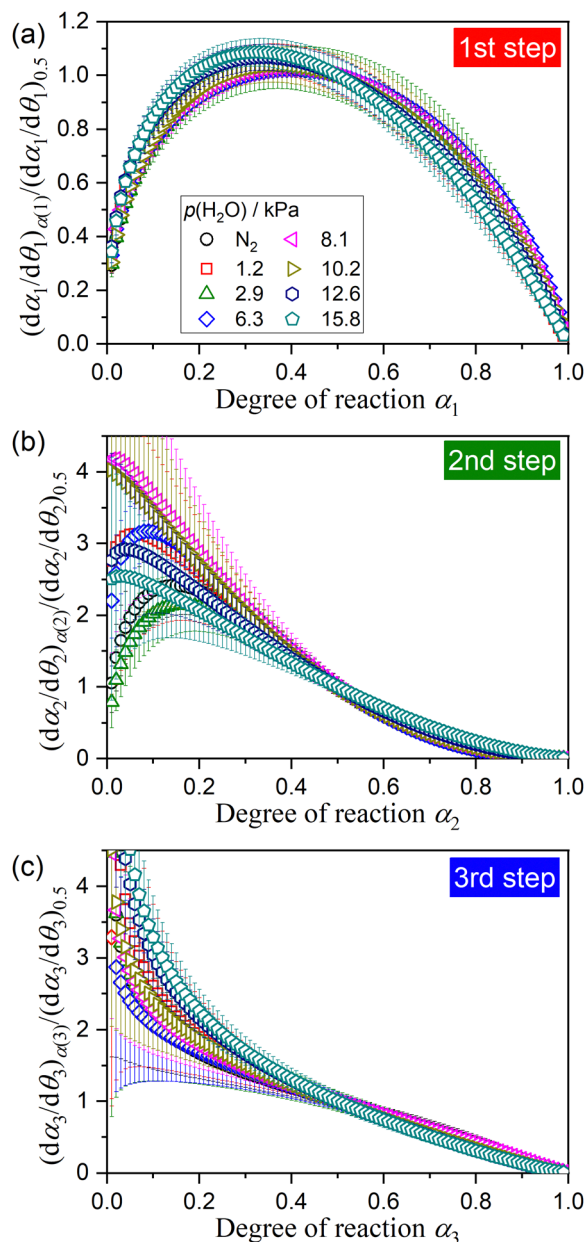 (a)
1st step
(dα₁/dθ₁)α(1)/(dα₁/dθ₁)0.5
1.2
1.0
0.8
0.6
0.4
0.2
0.0
p(H₂O) / kPa
N₂ 8.1
1.2 10.2
2.9 12.6
6.3 15.8
0.0 0.2 0.4 0.6 0.8 1.0
Degree of reaction α₁
(b)
2nd step
(dα₂/dθ₂)α(2)/(dα₂/dθ₂)0.5
4
3
2
1
0
0.0 0.2 0.4 0.6 0.8 1.0
Degree of reaction α₂
(c)
3rd step
(dα₃/dθ₃)α(3)/(dα₃/dθ₃)0.5
4
3
2
1
0
0.0 0.2 0.4 0.6 0.8 1.0
Degree of reaction α₃